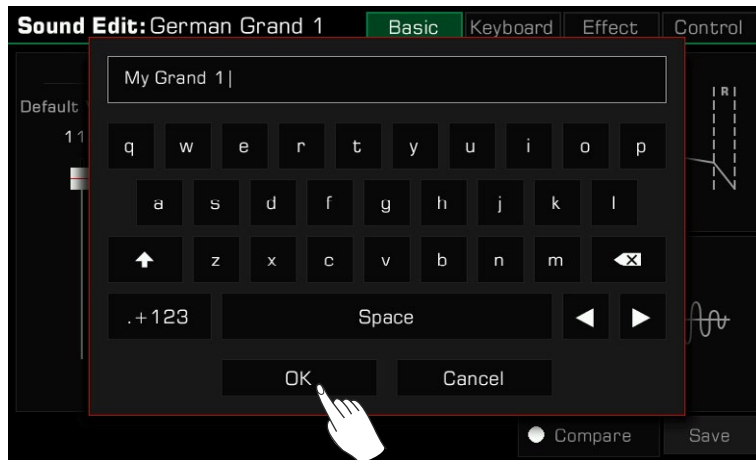 Sound Edit: German Grand 1 Basic Keyboard Effect Control
My Grand 1
R
Default
11
q w e r t y u i o p
a s d f g h j k l
z x c v b n m
.+123 Space
OK Cancel
Compare Save